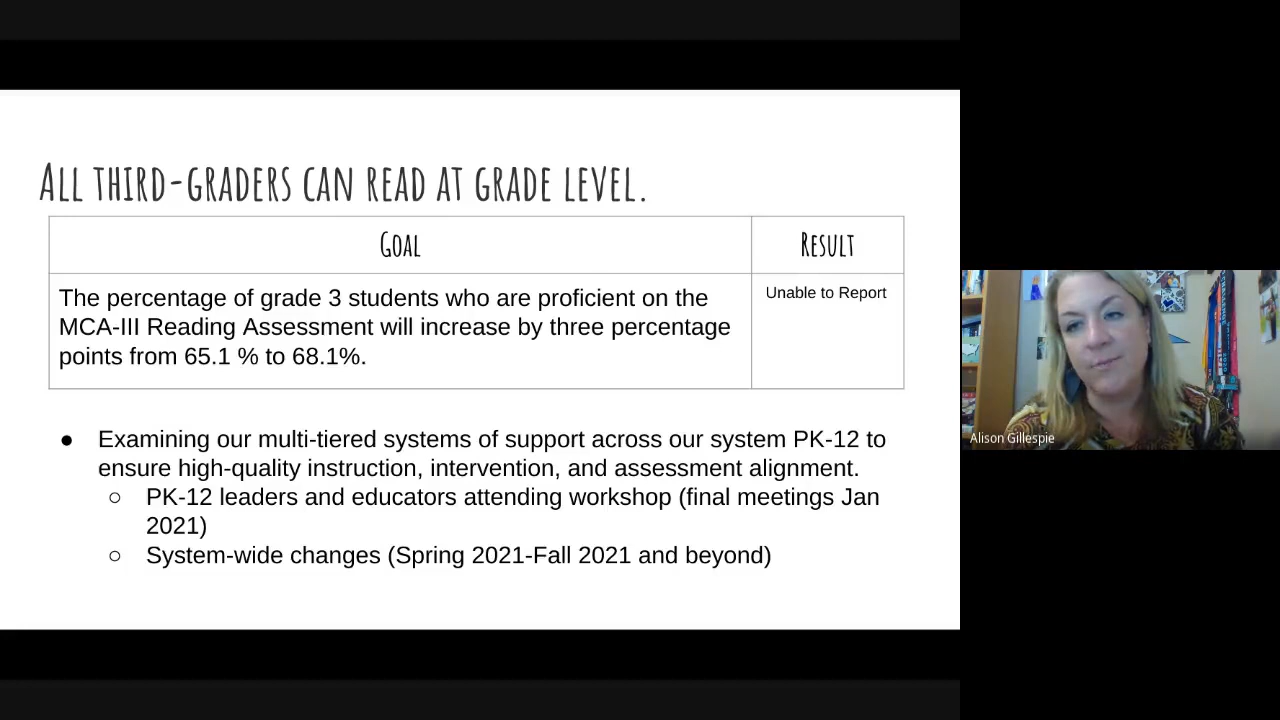 All third-graders can read at grade level.
Goal
Result
The percentage of grade 3 students who are proficient on the
MCA-III Reading Assessment will increase by three percentage
points from 65.1 % to 68.1%.
Unable to Report
● Examining our multi-tiered systems of support across our system PK-12 to
ensure high-quality instruction, intervention, and assessment alignment.
○ PK-12 leaders and educators attending workshop (final meetings Jan
2021)
○ System-wide changes (Spring 2021-Fall 2021 and beyond)
Alison Gillespie